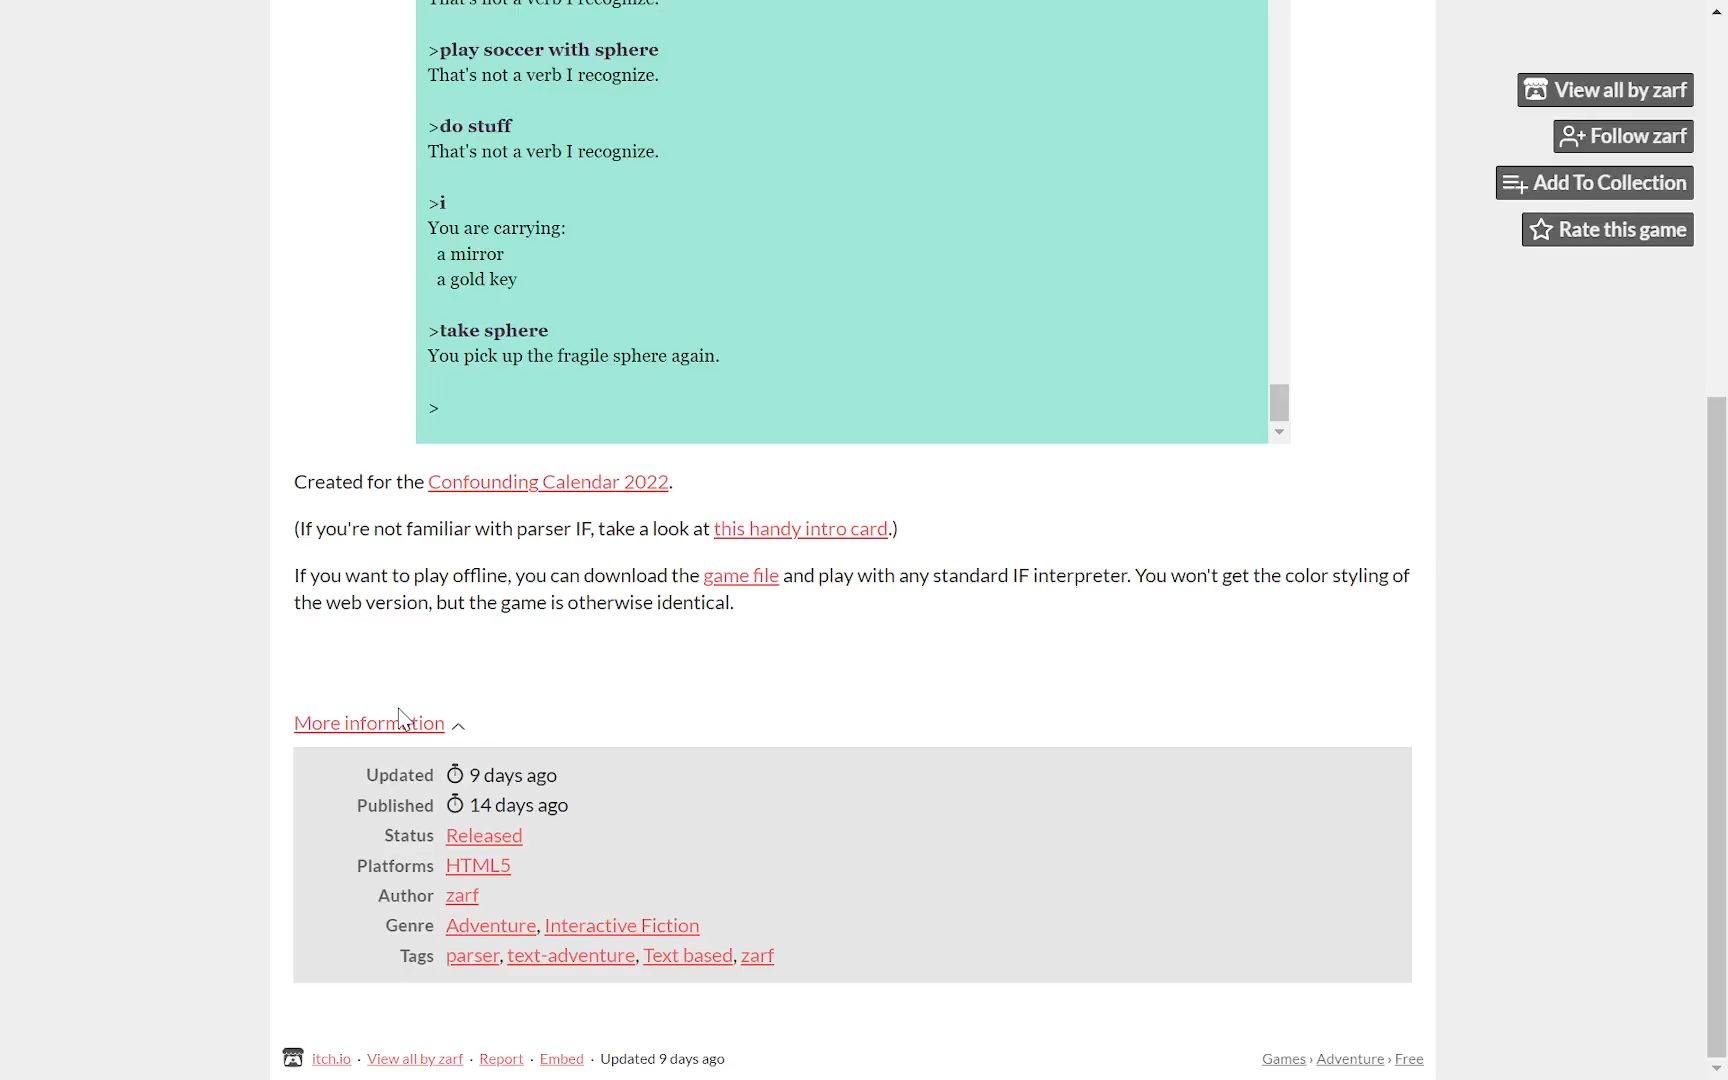 That's not a verb I recognize.
>play soccer with sphere
That's not a verb I recognize.
>do stuff
That's not a verb I recognize.
>i
You are carrying:
a mirror
a gold key
>take sphere
You pick up the fragile sphere again.
>
View all by zarf
Follow zarf
Add To Collection
Rate this game
Created for the Confounding Calendar 2022.
(If you're not familiar with parser IF, take a look at this handy intro card.)
If you want to play offline, you can download the game file and play with any standard IF interpreter. You won't get the color styling of
the web version, but the game is otherwise identical.
More information
Updated 9 days ago
Published 14 days ago
Status Released
Platforms HTML5
Author zarf
Genre Adventure, Interactive Fiction
Tags parser, text-adventure, Text based, zarf
itch.io · View all by zarf · Report · Embed · Updated 9 days ago
Games › Adventure › Free